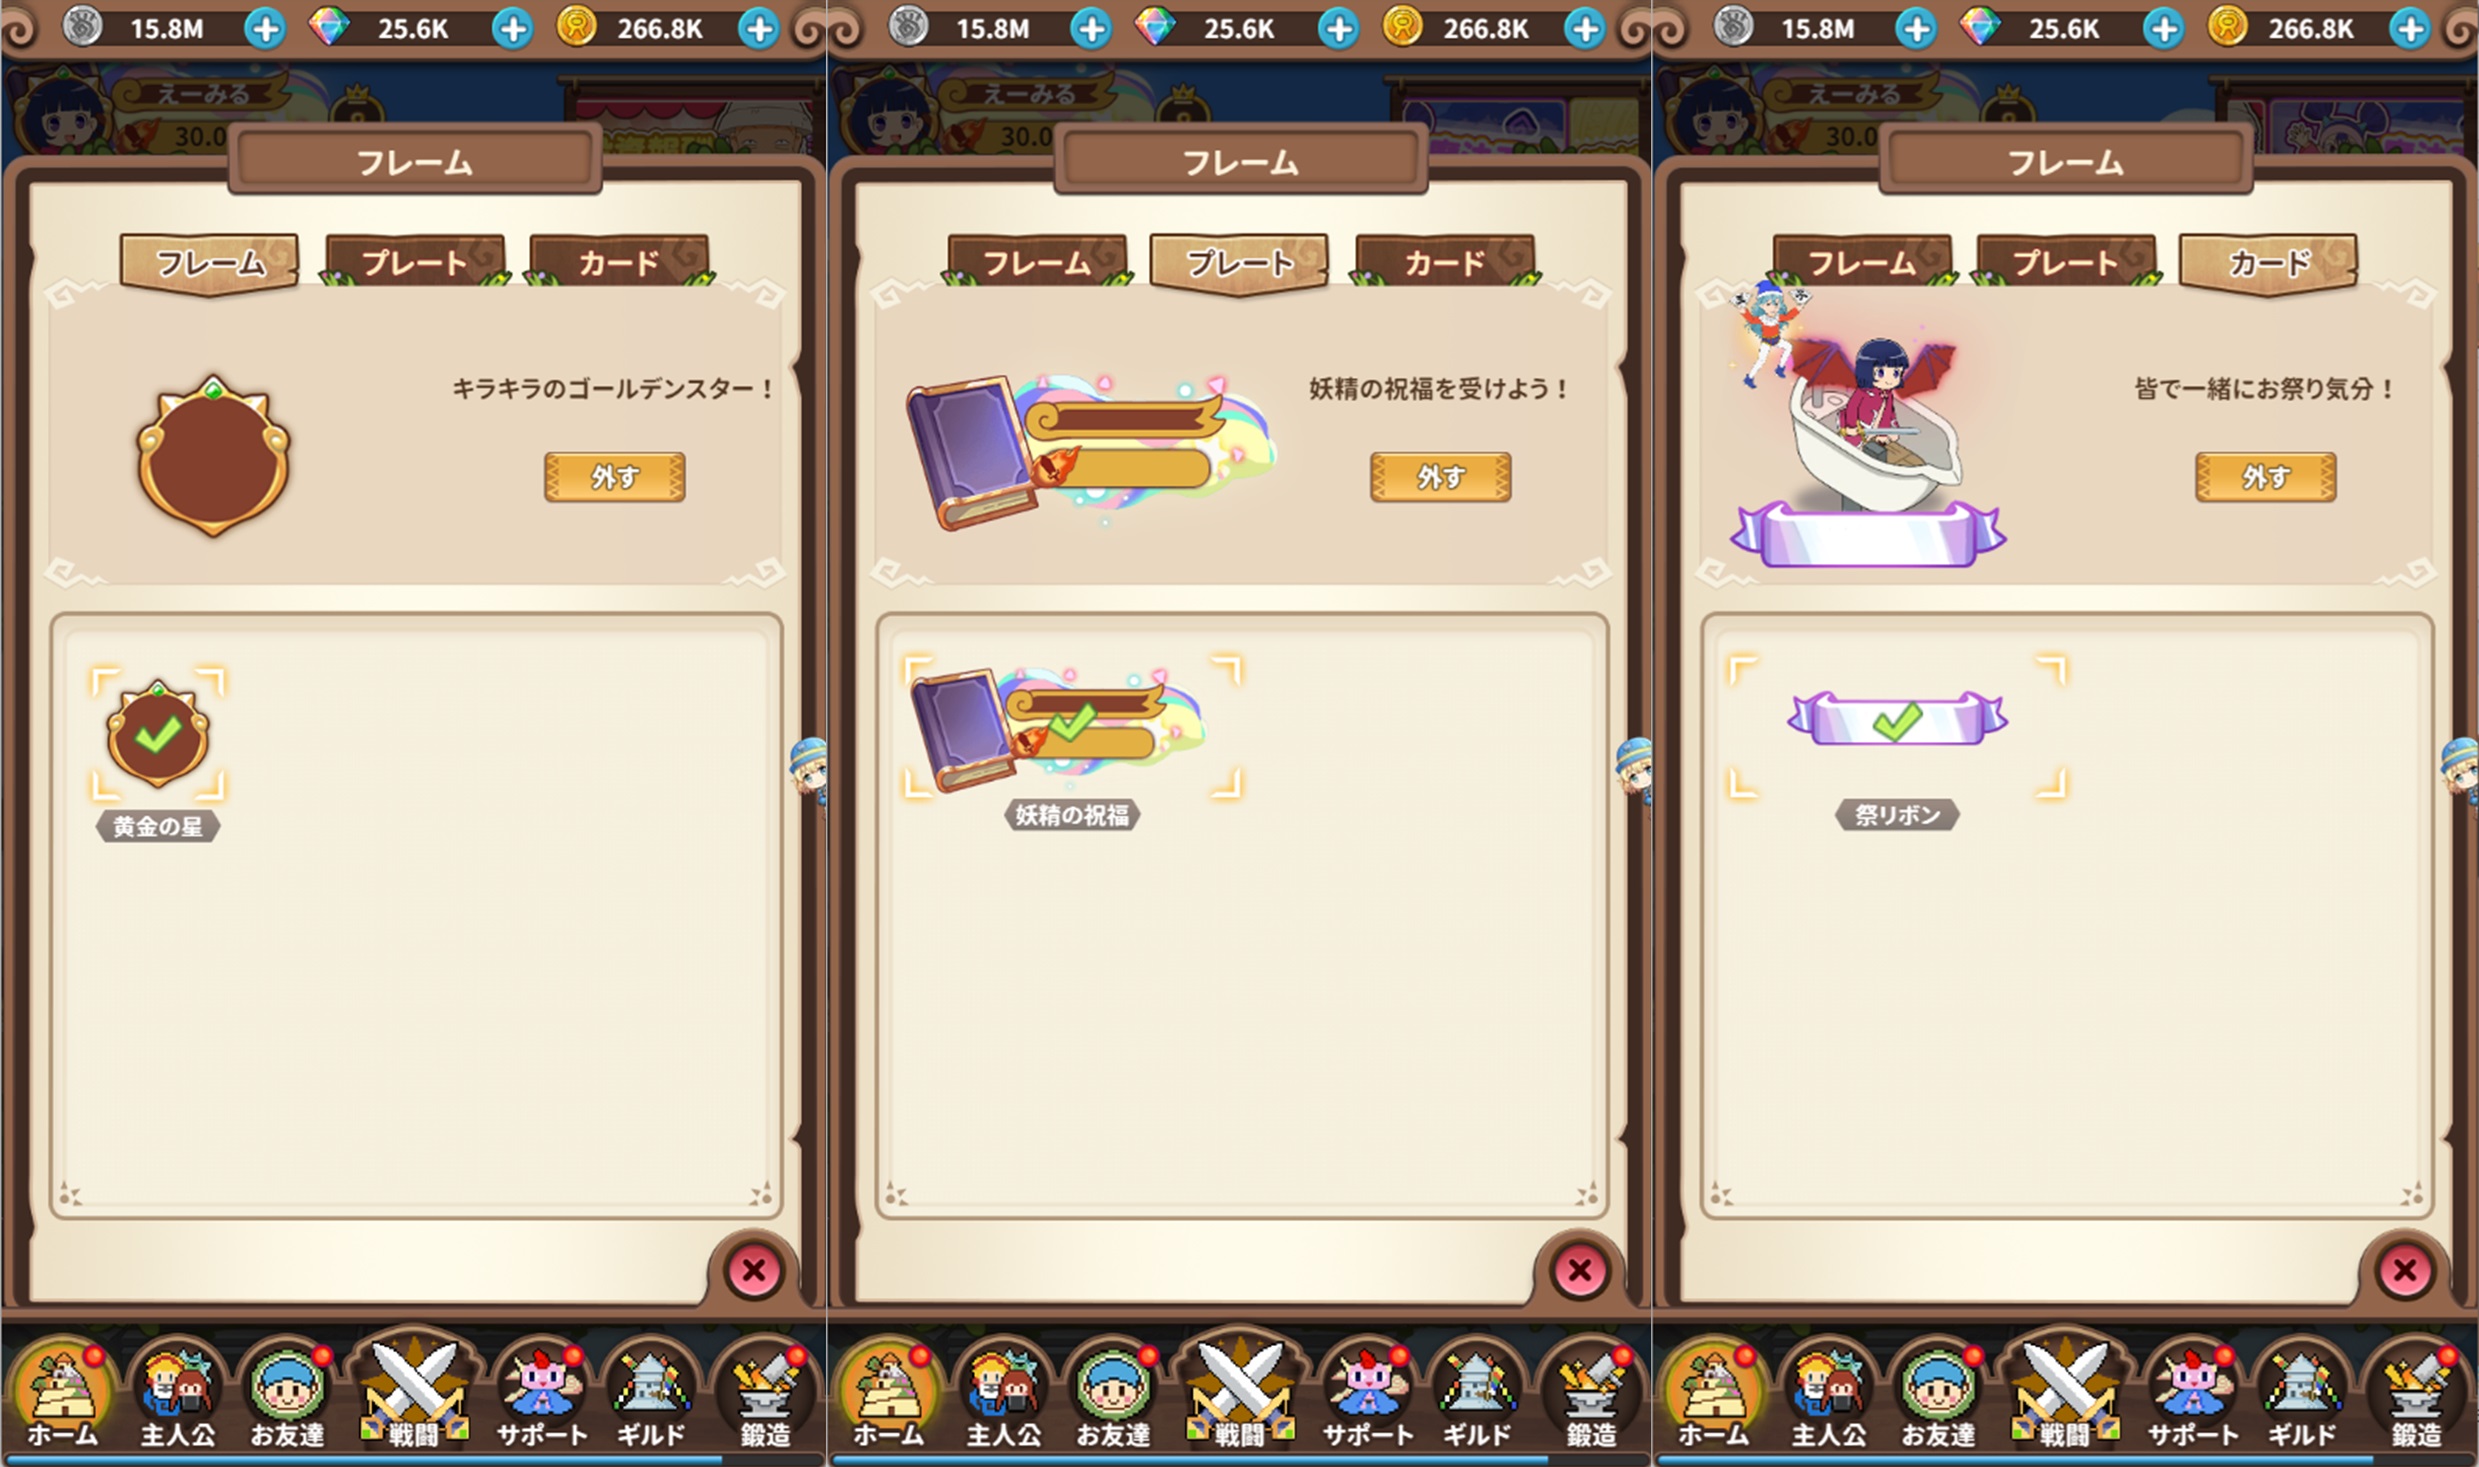 15.8M 25.6K 266.8K
えーみる
30.0
フレーム
フレーム プレート カード
キラキラのゴールデンスター！
外す
黄金の星
ホーム 主人公 お友達 戦闘 サポート ギルド 鍛造
15.8M 25.6K 266.8K
えーみる
30.0
フレーム
フレーム プレート カード
妖精の祝福を受けよう！
外す
妖精の祝福
ホーム 主人公 お友達 戦闘 サポート ギルド 鍛造
15.8M 25.6K 266.8K
えーみる
30.0
フレーム
フレーム プレート カード
皆で一緒にお祭り気分！
外す
祭リボン
ホーム 主人公 お友達 戦闘 サポート ギルド 鍛造